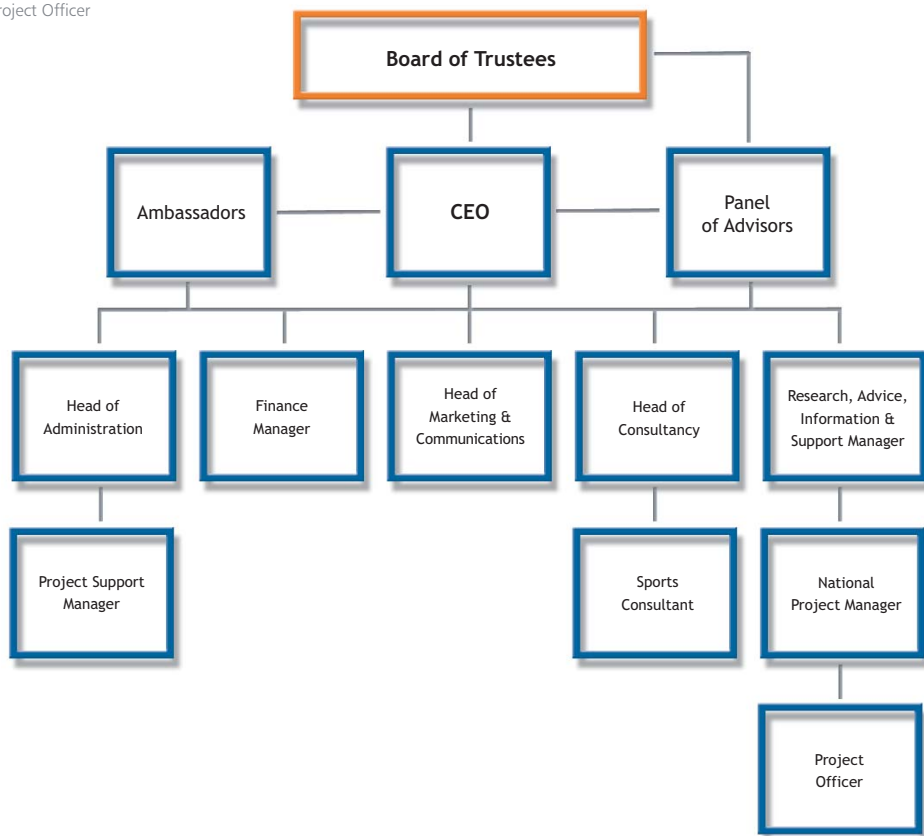 Project Officer
Board of Trustees
Ambassadors
CEO
Panel
of Advisors
Head of
Administration
Finance
Manager
Head of
Marketing &
Communications
Head of
Consultancy
Research, Advice,
Information &
Support Manager
Project Support
Manager
Sports
Consultant
National
Project Manager
Project
Officer